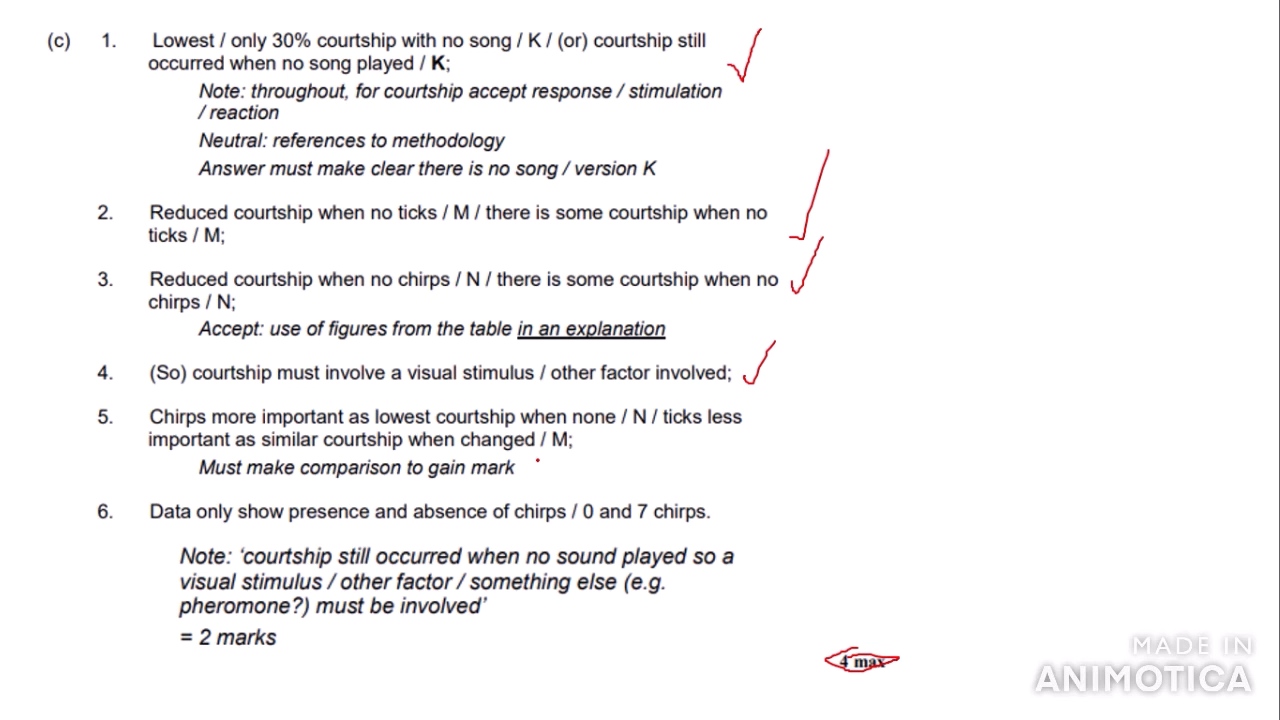 (c) 1. Lowest / only 30% courtship with no song / K / (or) courtship still
occurred when no song played / K;
Note: throughout, for courtship accept response / stimulation
/ reaction
Neutral: references to methodology
Answer must make clear there is no song / version K
2. Reduced courtship when no ticks / M / there is some courtship when no
ticks / M;
3. Reduced courtship when no chirps / N / there is some courtship when no
chirps / N;
Accept: use of figures from the table in an explanation
4. (So) courtship must involve a visual stimulus / other factor involved;
5. Chirps more important as lowest courtship when none / N / ticks less
important as similar courtship when changed / M;
Must make comparison to gain mark
6. Data only show presence and absence of chirps / 0 and 7 chirps.
Note: ‘courtship still occurred when no sound played so a
visual stimulus / other factor / something else (e.g.
pheromone?) must be involved’
= 2 marks
4 max
MADE IN
ANIMOTICA